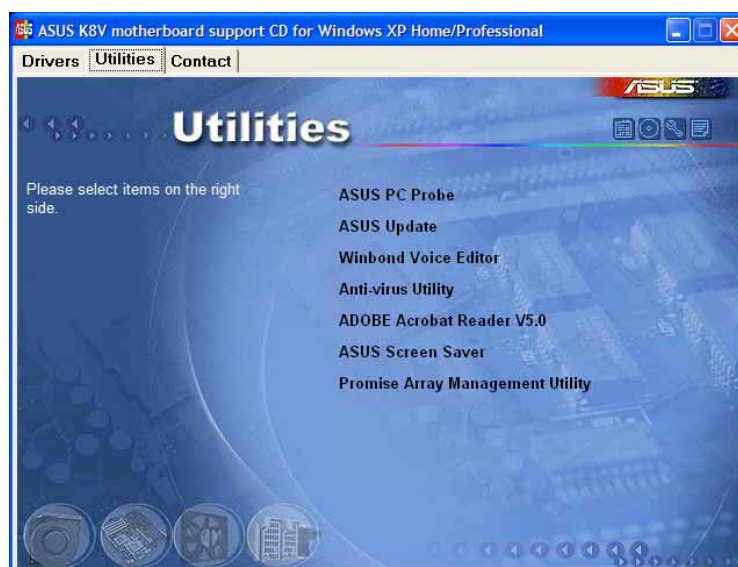 ASUS K8V motherboard support CD for Windows XP Home/Professional
Drivers Utilities Contact
ASUS
Utilities
Please select items on the right
side.
ASUS PC Probe
ASUS Update
Winbond Voice Editor
Anti-virus Utility
ADOBE Acrobat Reader V5.0
ASUS Screen Saver
Promise Array Management Utility